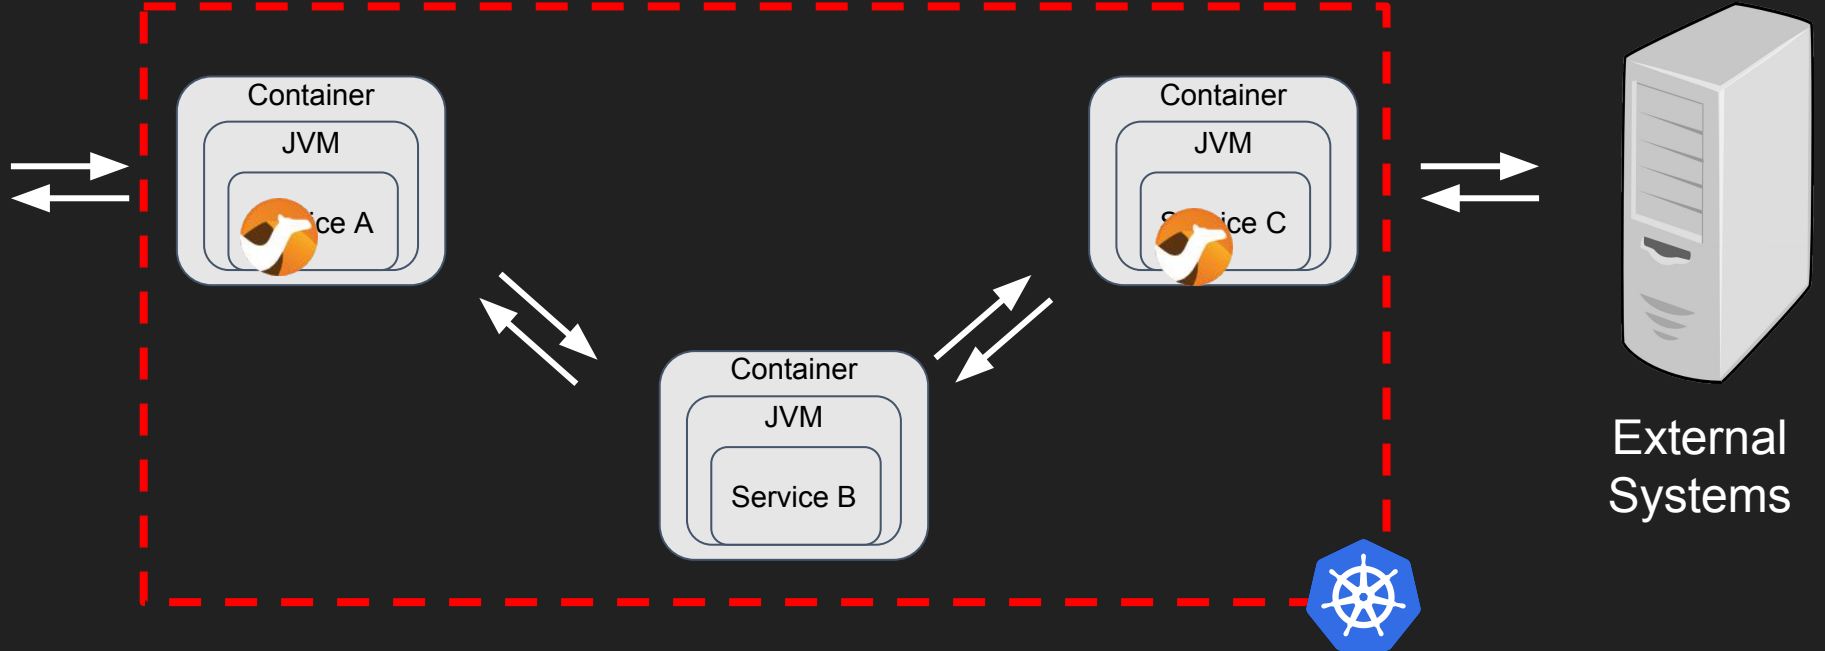 Container
JVM
ice A
Container
JVM
S ice C
Container
JVM
Service B
External
Systems